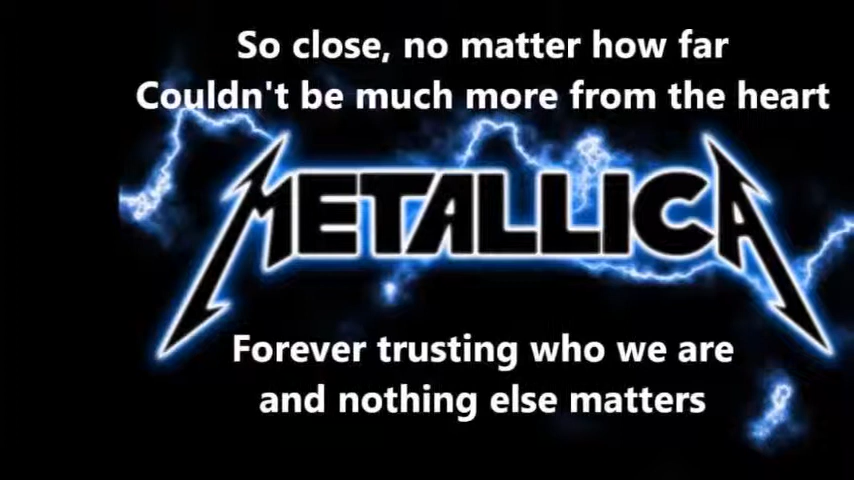 So close, no matter how far
Couldn't be much more from the heart
METALLICA
Forever trusting who we are
and nothing else matters